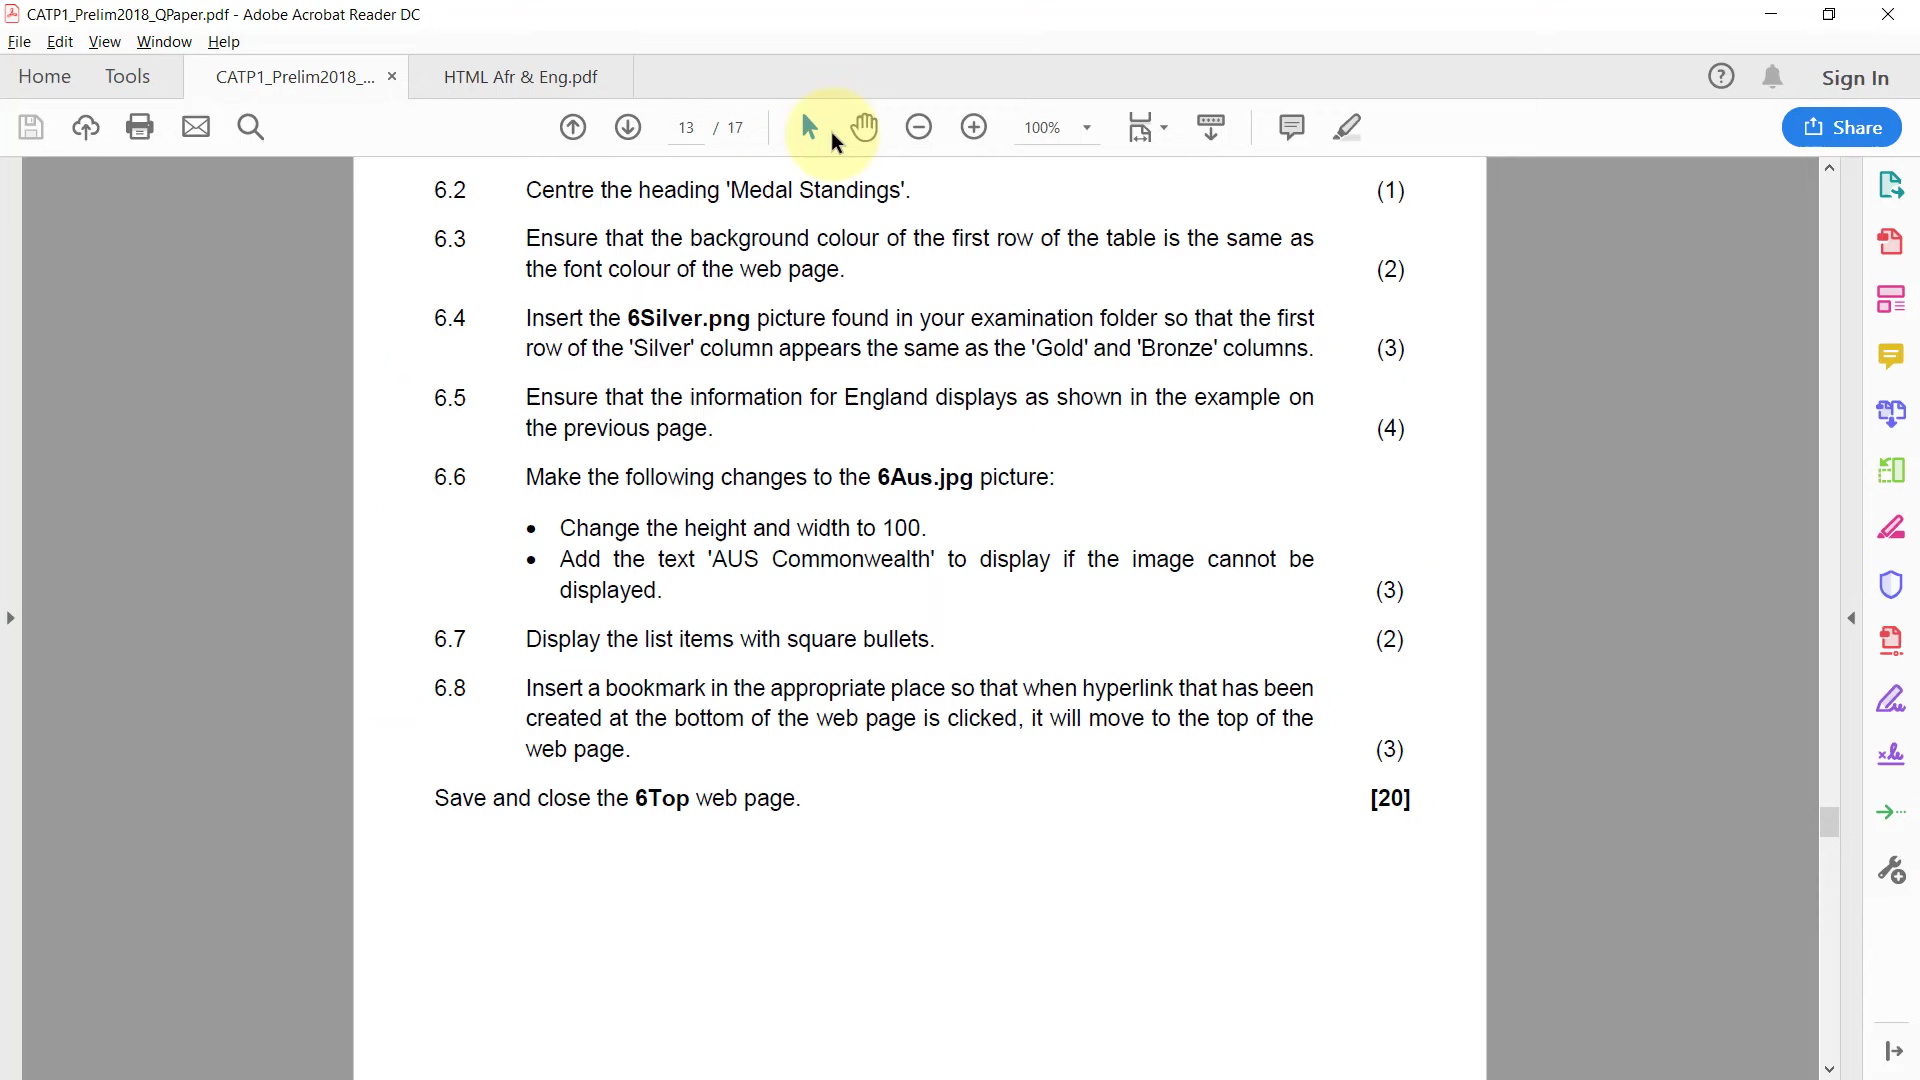 CATP1_Prelim2018_QPaper.pdf - Adobe Acrobat Reader DC
File Edit View Window Help
Home Tools CATP1_Prelim2018_... × HTML Afr & Eng.pdf Sign In
13 / 17 100% Share
6.2 Centre the heading 'Medal Standings'. (1)
6.3 Ensure that the background colour of the first row of the table is the same as
the font colour of the web page. (2)
6.4 Insert the 6Silver.png picture found in your examination folder so that the first
row of the 'Silver' column appears the same as the 'Gold' and 'Bronze' columns. (3)
6.5 Ensure that the information for England displays as shown in the example on
the previous page. (4)
6.6 Make the following changes to the 6Aus.jpg picture:
• Change the height and width to 100.
• Add the text 'AUS Commonwealth' to display if the image cannot be
displayed. (3)
6.7 Display the list items with square bullets. (2)
6.8 Insert a bookmark in the appropriate place so that when hyperlink that has been
created at the bottom of the web page is clicked, it will move to the top of the
web page. (3)
Save and close the 6Top web page. [20]